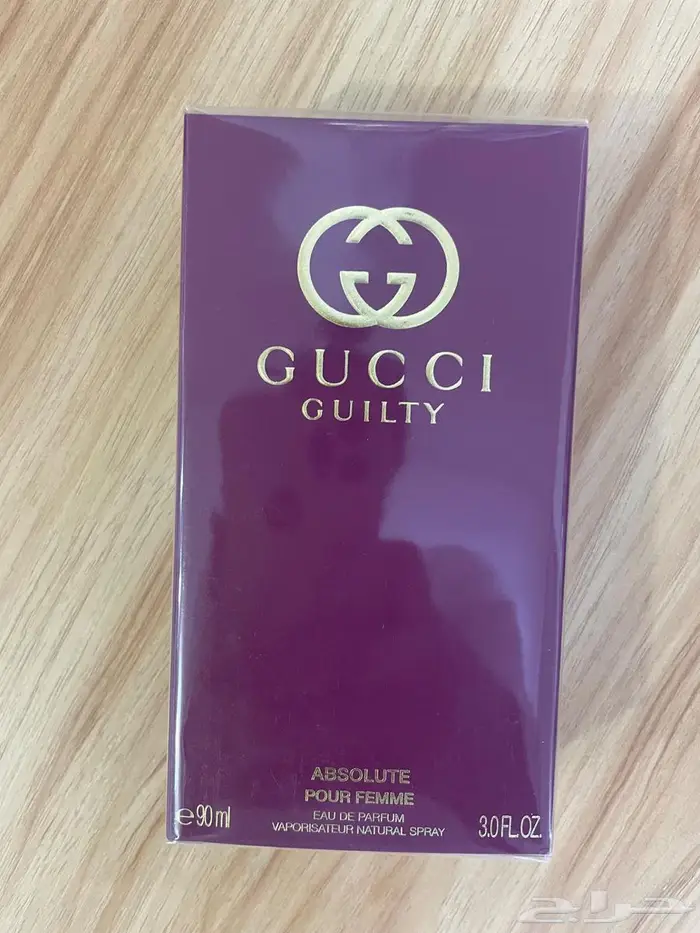 GUCCI
GUILTY
ABSOLUTE
POUR FEMME
EAU DE PARFUM
VAPORISATEUR NATURAL SPRAY
e 90 ml
3.0 FL.OZ.
حراج